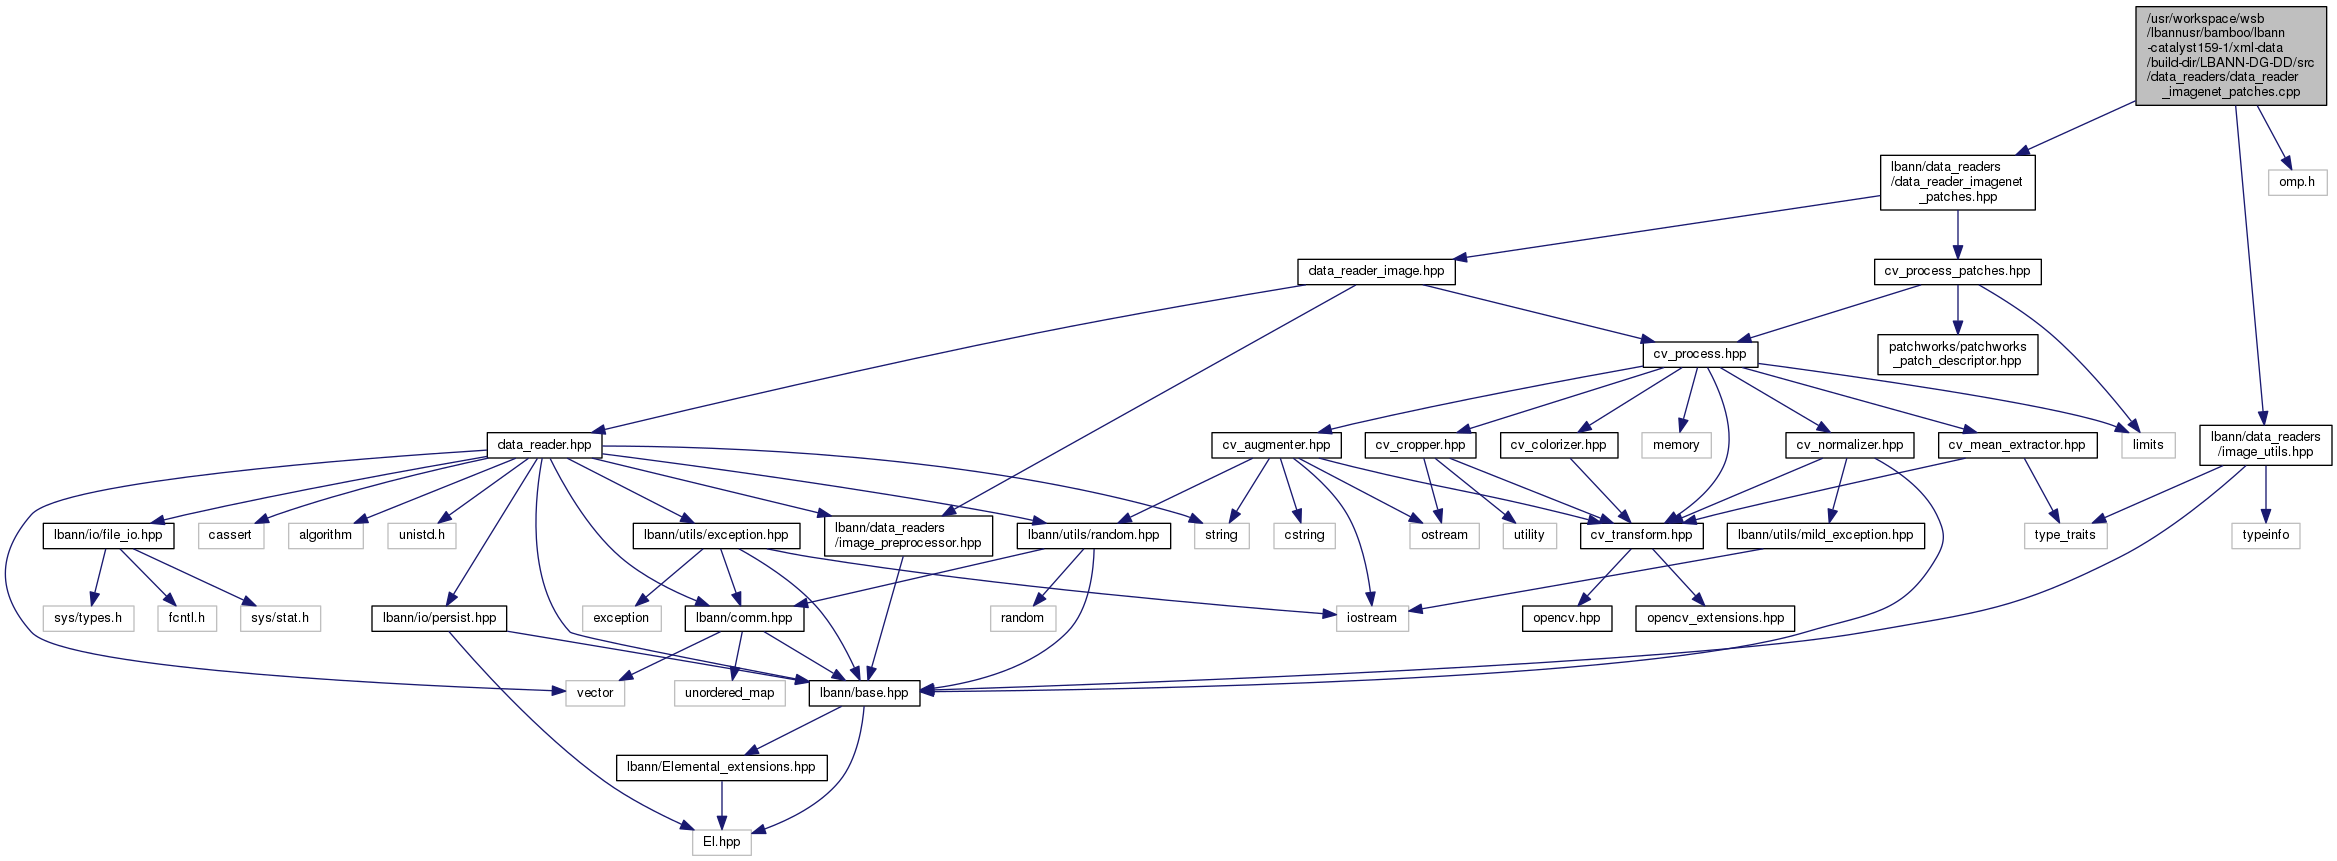 /usr/workspace/wsb
/lbannusr/bamboo/lbann
-catalyst159-1/xml-data
/build-dir/LBANN-DG-DD/src
/data_readers/data_reader
_imagenet_patches.cpp
lbann/data_readers
/data_reader_imagenet
_patches.hpp
omp.h
data_reader_image.hpp
cv_process_patches.hpp
cv_process.hpp
patchworks/patchworks
_patch_descriptor.hpp
data_reader.hpp
cv_augmenter.hpp
cv_cropper.hpp
cv_colorizer.hpp
memory
cv_normalizer.hpp
cv_mean_extractor.hpp
limits
lbann/data_readers
/image_utils.hpp
lbann/io/file_io.hpp
cassert
algorithm
unistd.h
lbann/utils/exception.hpp
lbann/data_readers
/image_preprocessor.hpp
lbann/utils/random.hpp
string
cstring
ostream
utility
cv_transform.hpp
lbann/utils/mild_exception.hpp
type_traits
typeinfo
sys/types.h
fcntl.h
sys/stat.h
lbann/io/persist.hpp
exception
lbann/comm.hpp
random
iostream
opencv.hpp
opencv_extensions.hpp
vector
unordered_map
lbann/base.hpp
lbann/Elemental_extensions.hpp
El.hpp